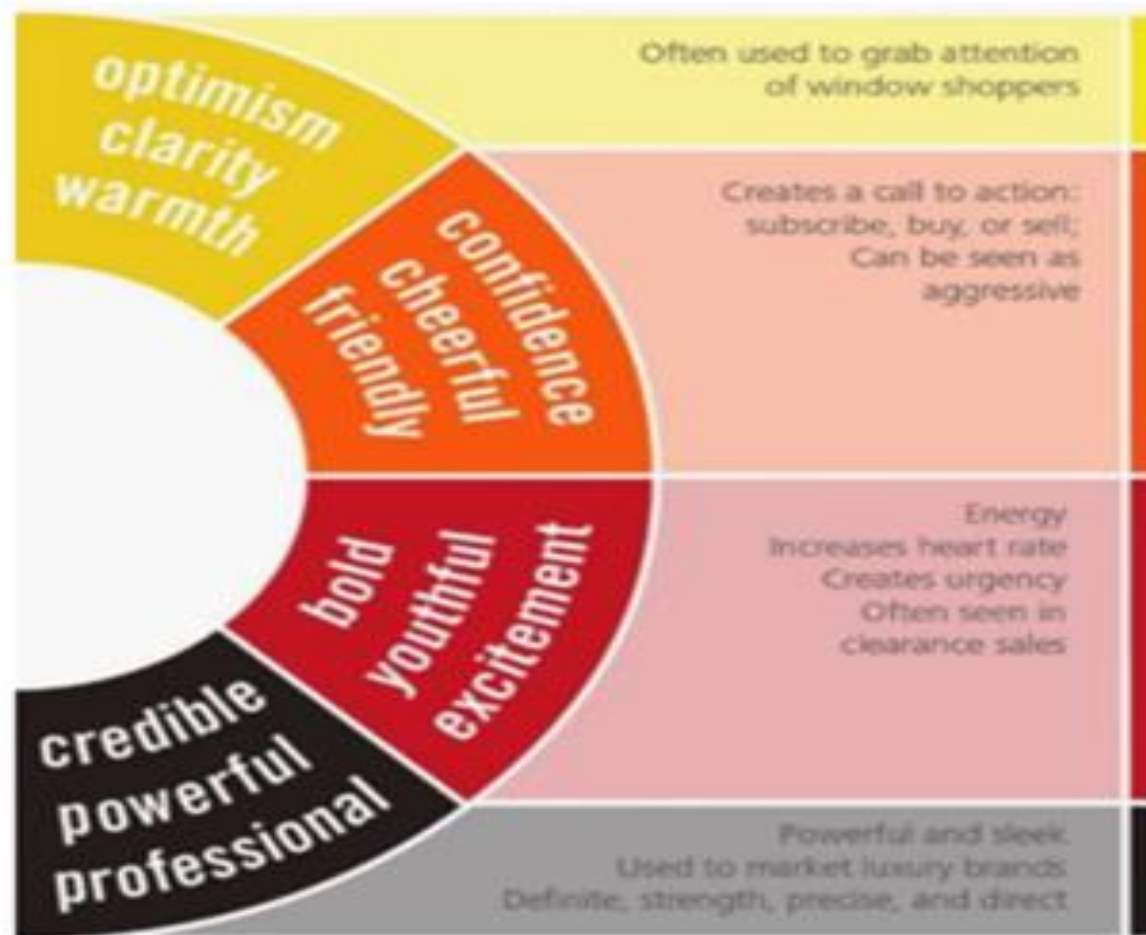 optimism
clarity
warmth
Often used to grab attention
of window shoppers
confidence
cheerful
friendly
Creates a call to action:
subscribe, buy, or sell;
Can be seen as
aggressive
bold
youthful
excitement
Energy
Increases heart rate
Creates urgency
Often seen in
clearance sales
credible
powerful
professional
Powerful and sleek
Used to market luxury brands
Definite, strength, precise, and direct